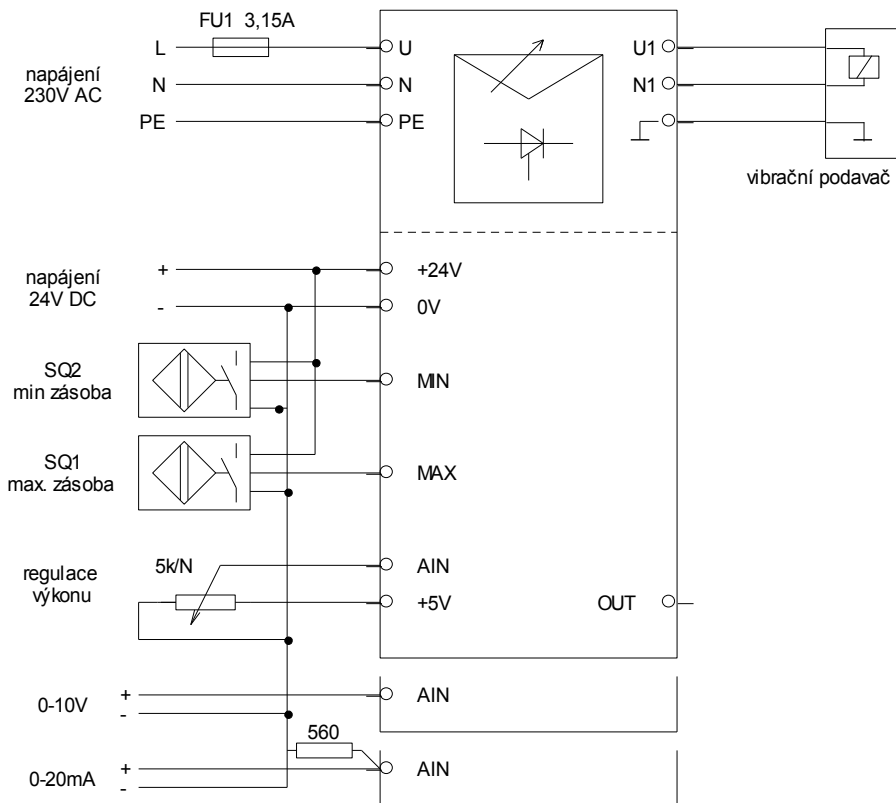 FU1 3,15A
L
U
U1
napájení
230V AC
N
N
N1
PE
PE
vibrační podavač
napájení
24V DC
+
+24V
-
0V
SQ2
min zásoba
MIN
SQ1
max. zásoba
MAX
regulace
výkonu
5k/N
AIN
+5V
OUT
0-10V
+
-
AIN
560
0-20mA
+
-
AIN